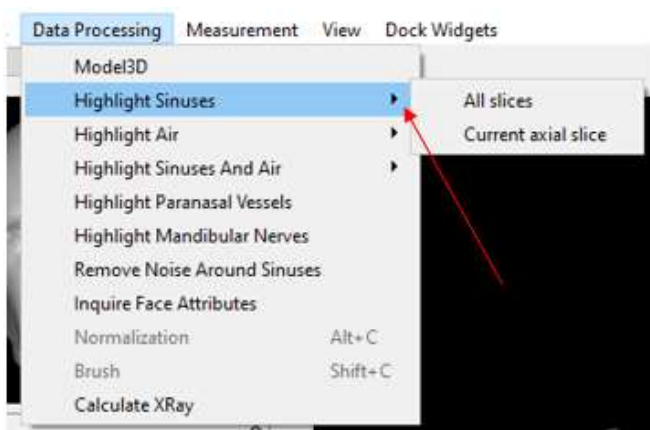 Data Processing Measurement View Dock Widgets
Model3D
Highlight Sinuses
All slices
Highlight Air
Current axial slice
Highlight Sinuses And Air
Highlight Paranasal Vessels
Highlight Mandibular Nerves
Remove Noise Around Sinuses
Inquire Face Attributes
Normalization Alt+C
Brush Shift+C
Calculate XRay